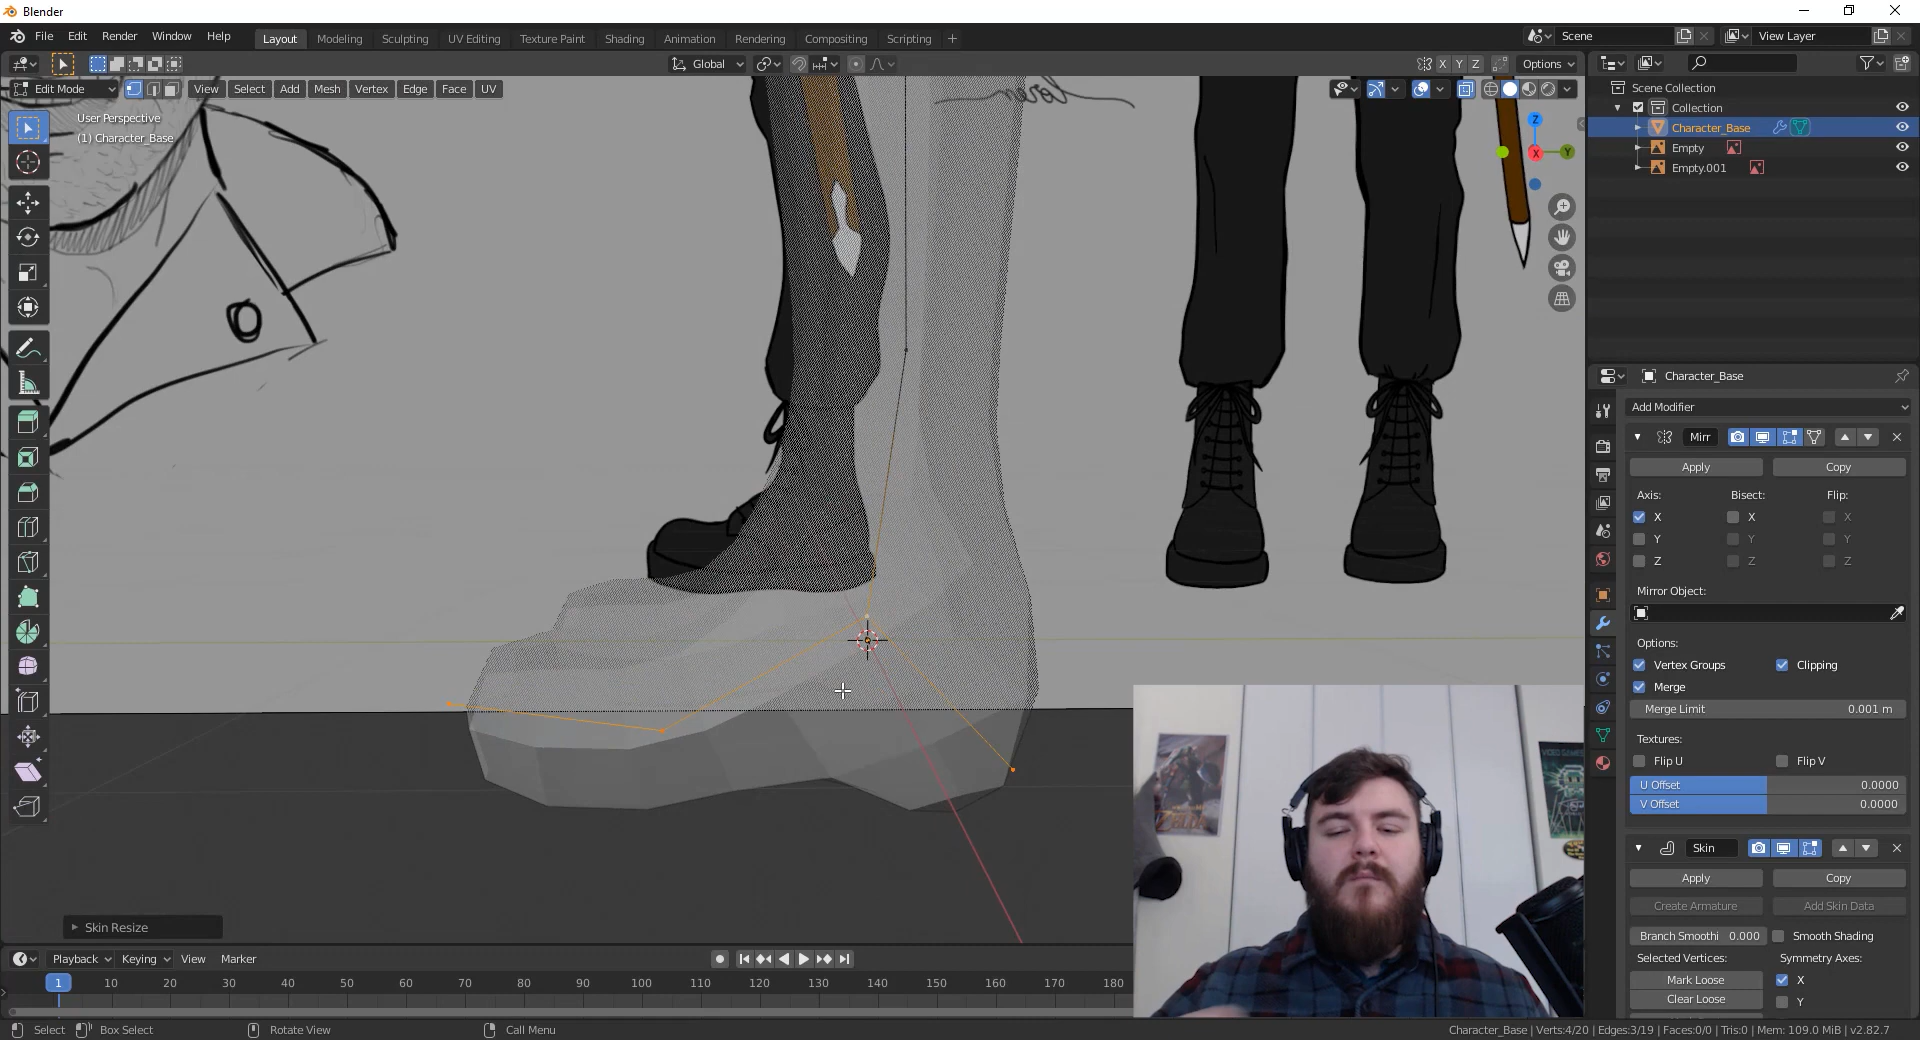 Blender
File Edit Render Window Help
Layout Modeling Sculpting UV Editing Texture Paint Shading Animation Rendering Compositing Scripting +
Scene
View Layer
Global
X Y Z
Options
Edit Mode
View Select Add Mesh Vertex Edge Face UV
User Perspective
(1) Character_Base
Z
X
Y
Scene Collection
Collection
Character_Base
Empty
Empty.001
Character_Base
Add Modifier
Mirr
Apply Copy
Axis: Bisect: Flip:
X X X
Y Y Y
Z Z Z
Mirror Object:
Options:
Vertex Groups Clipping
Merge
Merge Limit 0.001 m
Textures:
Flip U Flip V
U Offset 0.0000
V Offset 0.0000
Skin
Apply Copy
Create Armature Add Skin Data
Branch Smoothi 0.000 Smooth Shading
Selected Vertices: Symmetry Axes:
Mark Loose X
Clear Loose Y
Skin Resize
Playback Keying View Marker
1 10 20 30 40 50 60 70 80 90 100 110 120 130 140 150 160 170 180
Select Box Select Rotate View Call Menu
Character_Base | Verts:4/20 | Edges:3/19 | Faces:0/0 | Tris:0 | Mem: 109.0 MiB | v2.82.7